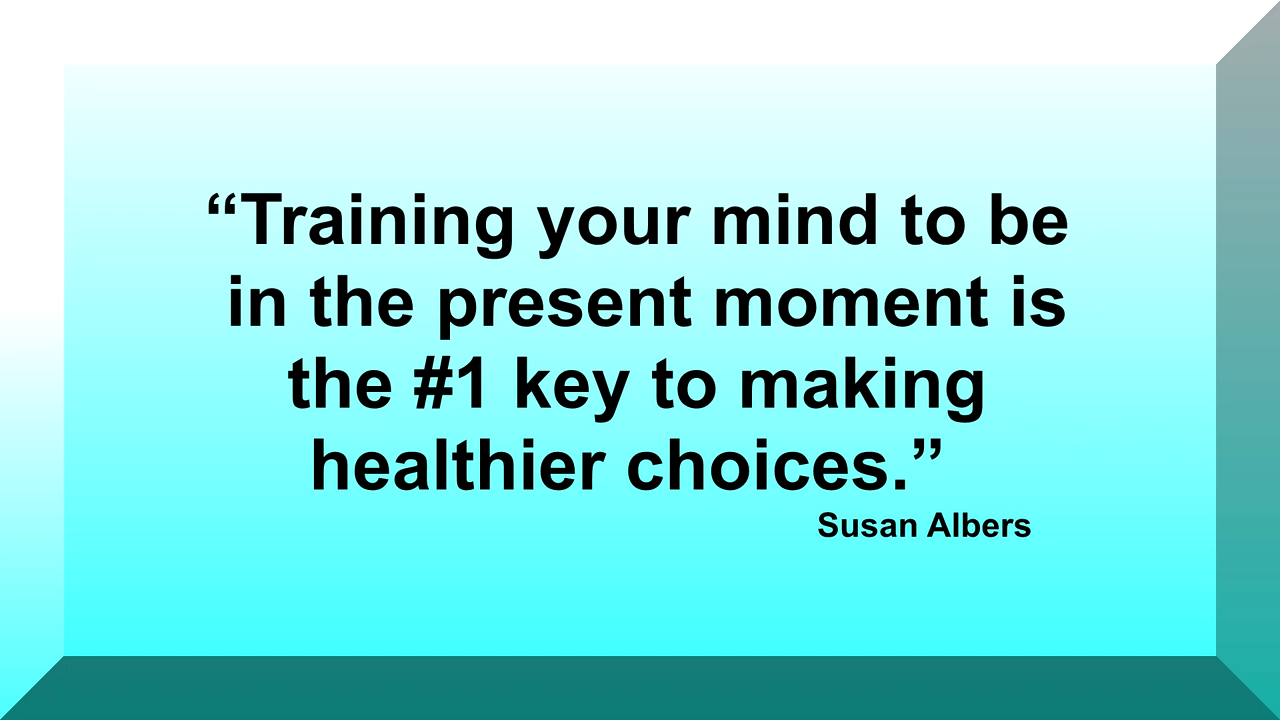 “Training your mind to be
in the present moment is
the #1 key to making
healthier choices.”
Susan Albers